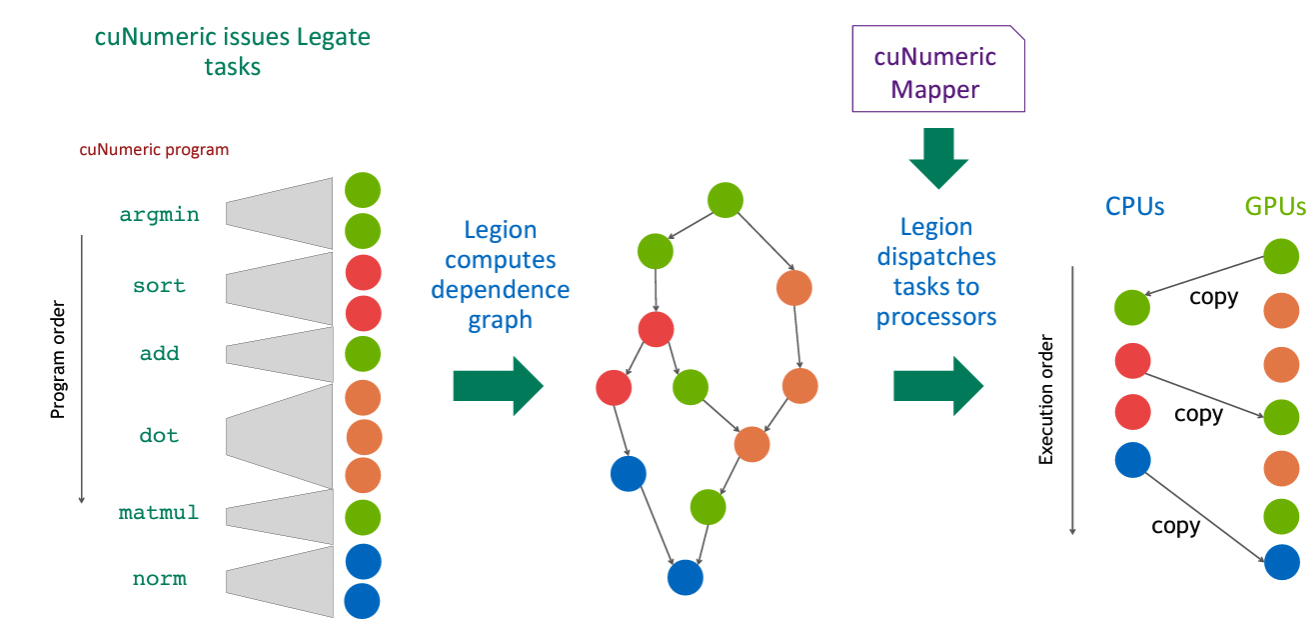 cuNumeric issues Legate
tasks
cuNumeric program
Program order
argmin
sort
add
dot
matmul
norm
Legion
computes
dependence
graph
cuNumeric
Mapper
Legion
dispatches
tasks to
processors
Execution order
CPUs
GPUs
copy
copy
copy